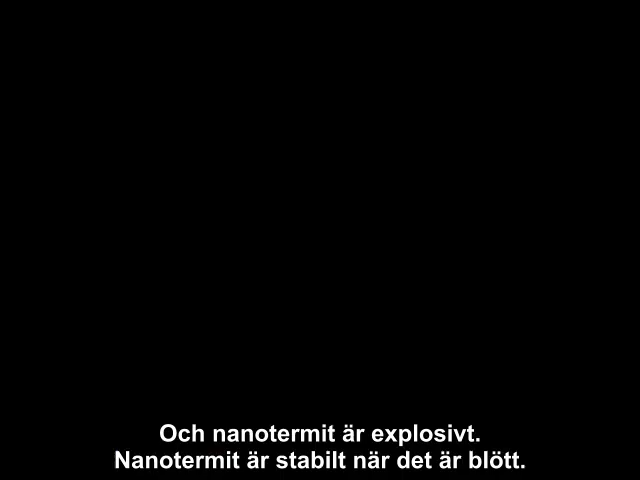 Och nanotermit är explosivt.
Nanotermit är stabilt när det är blött.